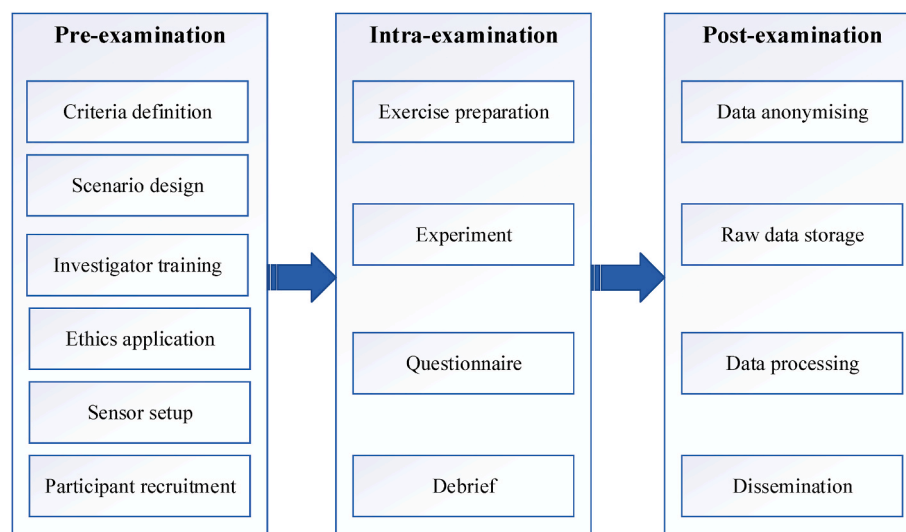 Pre-examination
Criteria definition
Scenario design
Investigator training
Ethics application
Sensor setup
Participant recruitment
Intra-examination
Exercise preparation
Experiment
Questionnaire
Debrief
Post-examination
Data anonymising
Raw data storage
Data processing
Dissemination